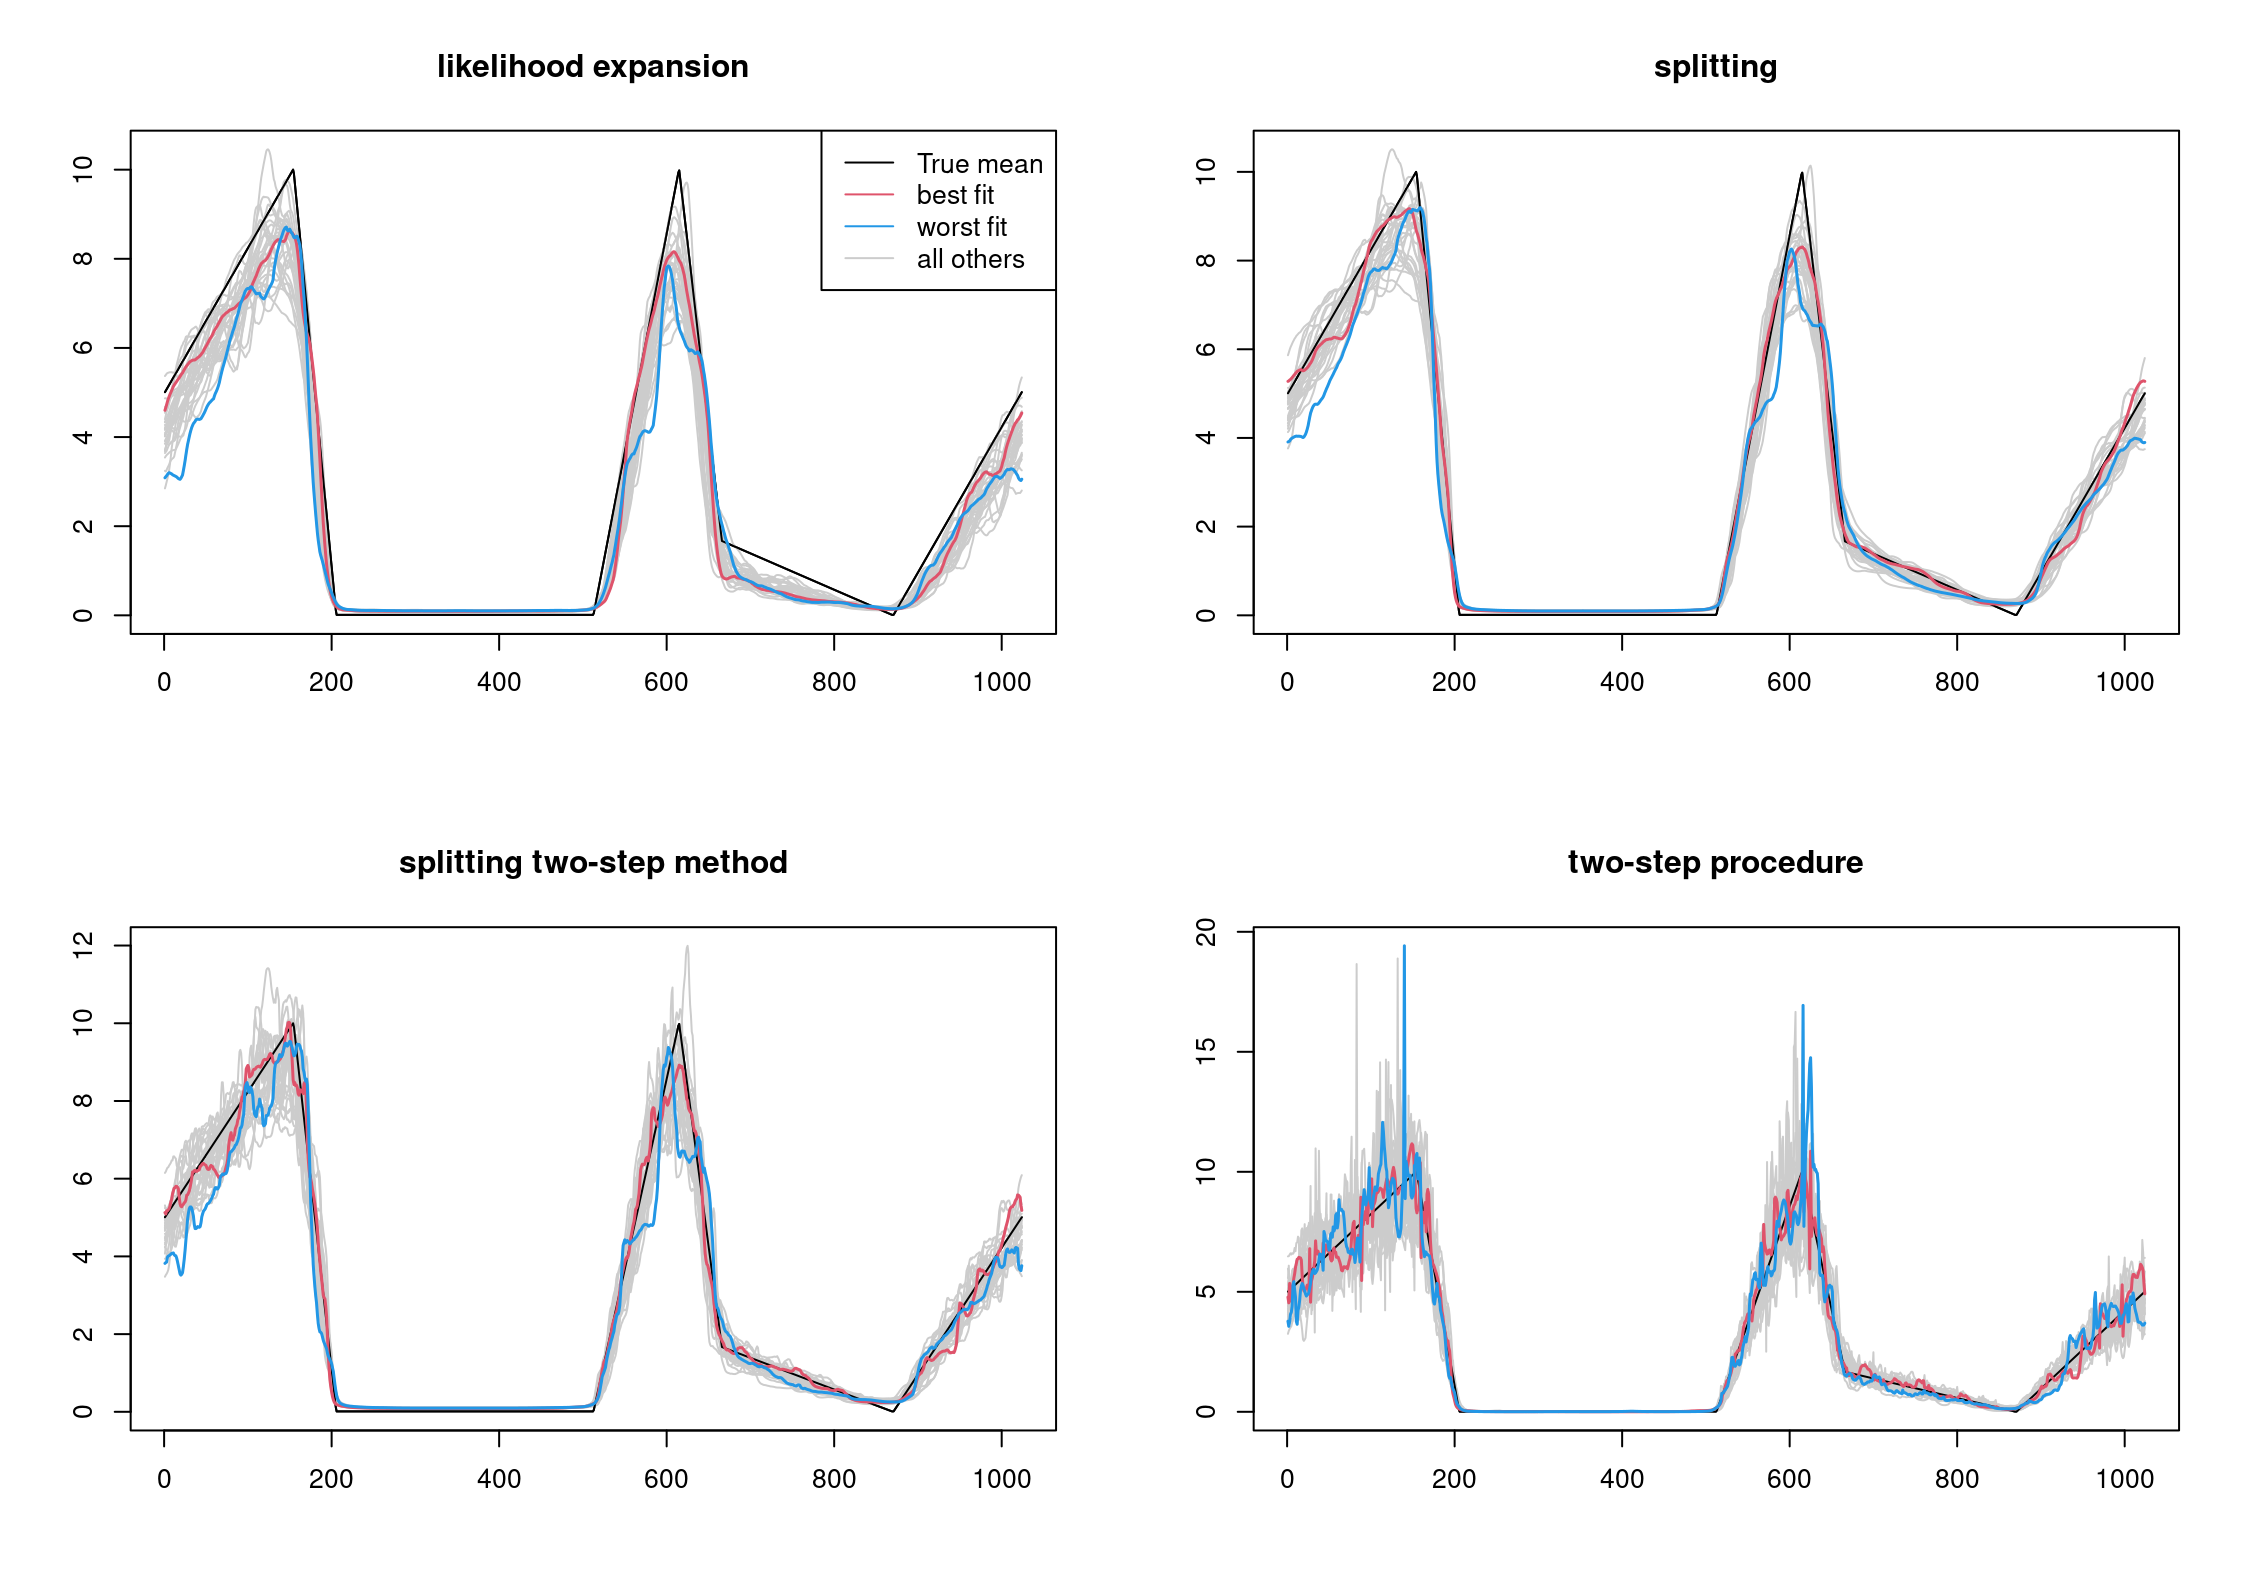 likelihood expansion
10
8
6
4
2
0
0 200 400 600 800 1000
True mean
best fit
worst fit
all others
splitting
10
8
6
4
2
0
0 200 400 600 800 1000
splitting two-step method
12
10
8
6
4
2
0
0 200 400 600 800 1000
two-step procedure
20
15
10
5
0
0 200 400 600 800 1000